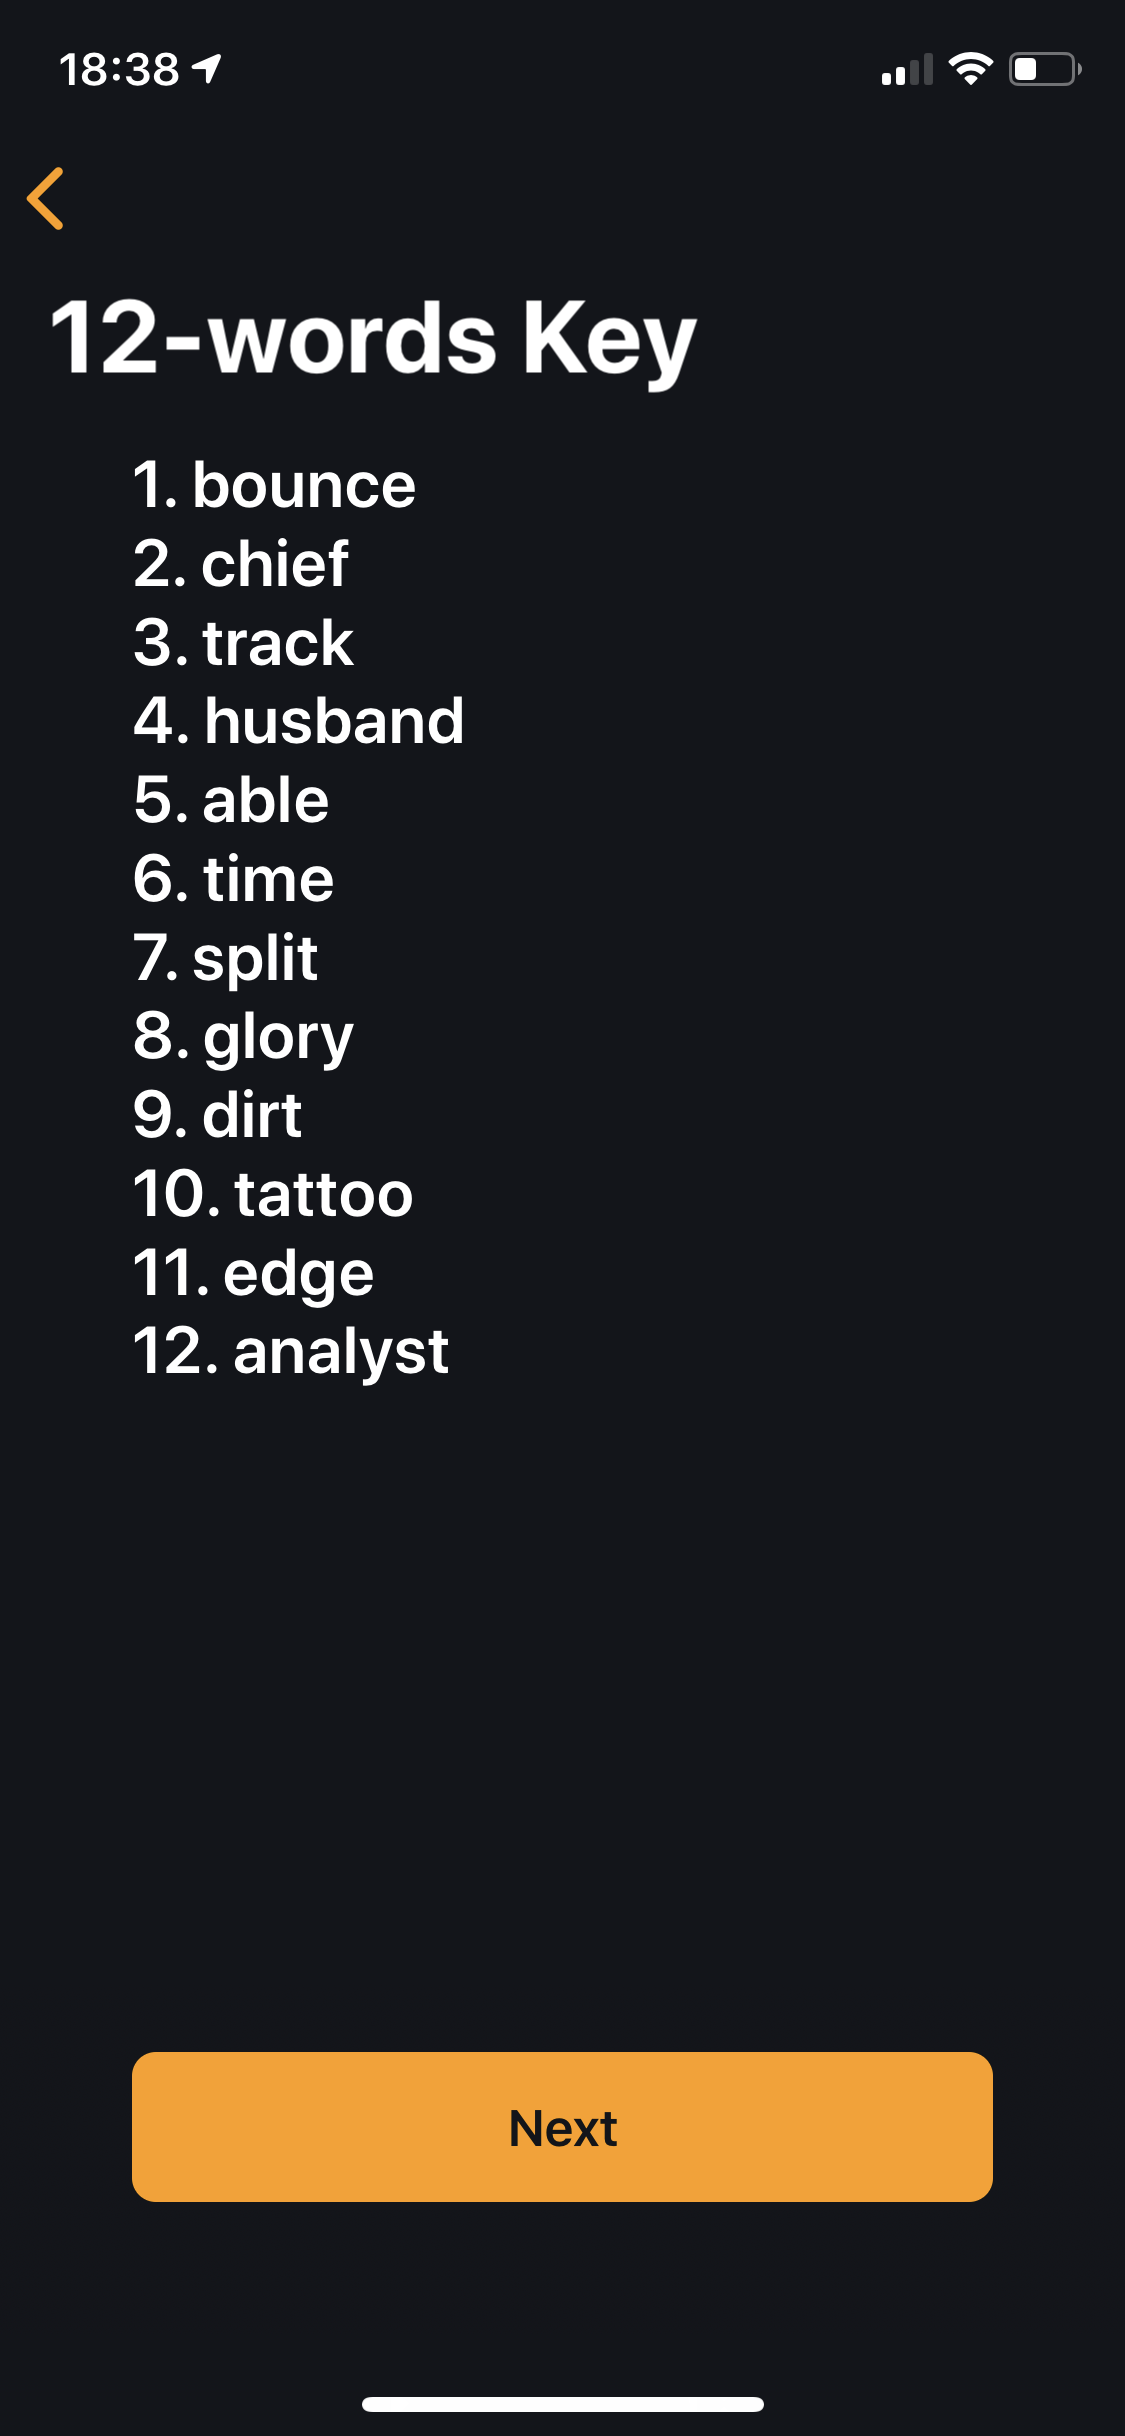 18:38
12-words Key
1. bounce
2. chief
3. track
4. husband
5. able
6. time
7. split
8. glory
9. dirt
10. tattoo
11. edge
12. analyst
Next